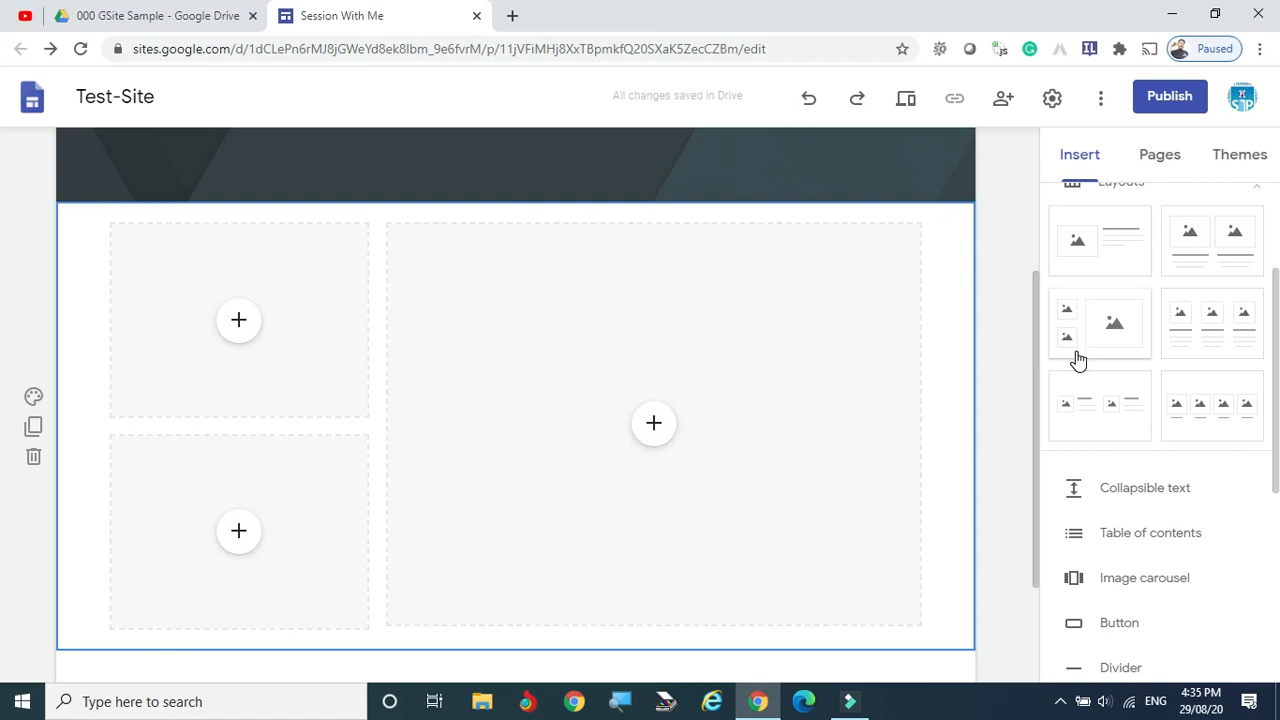 000 GSite Sample - Google Drive
Session With Me
sites.google.com/d/1dCLePn6rMJ8jGWeYd8ek8Ibm_9e6fvrM/p/11jVFiMHj8XxTBpmkfQ20SXaK5ZecCZBm/edit
Paused
Test-Site
All changes saved in Drive
Publish
Insert
Pages
Themes
Layouts
Collapsible text
Table of contents
Image carousel
Button
Divider
Type here to search
ENG
4:35 PM
29/08/20